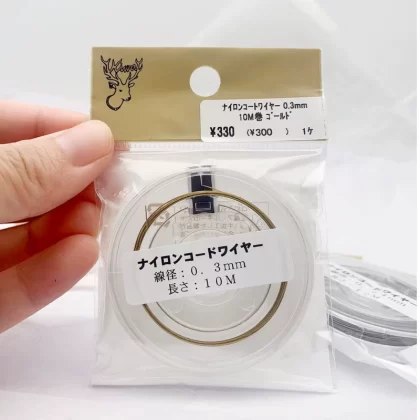 ナイロンコートワイヤー 0.3mm
10M巻 ゴールド
¥330 (¥300 ) 1ケ
ナイロンコードワイヤー
線径:0.3mm
長さ:10M